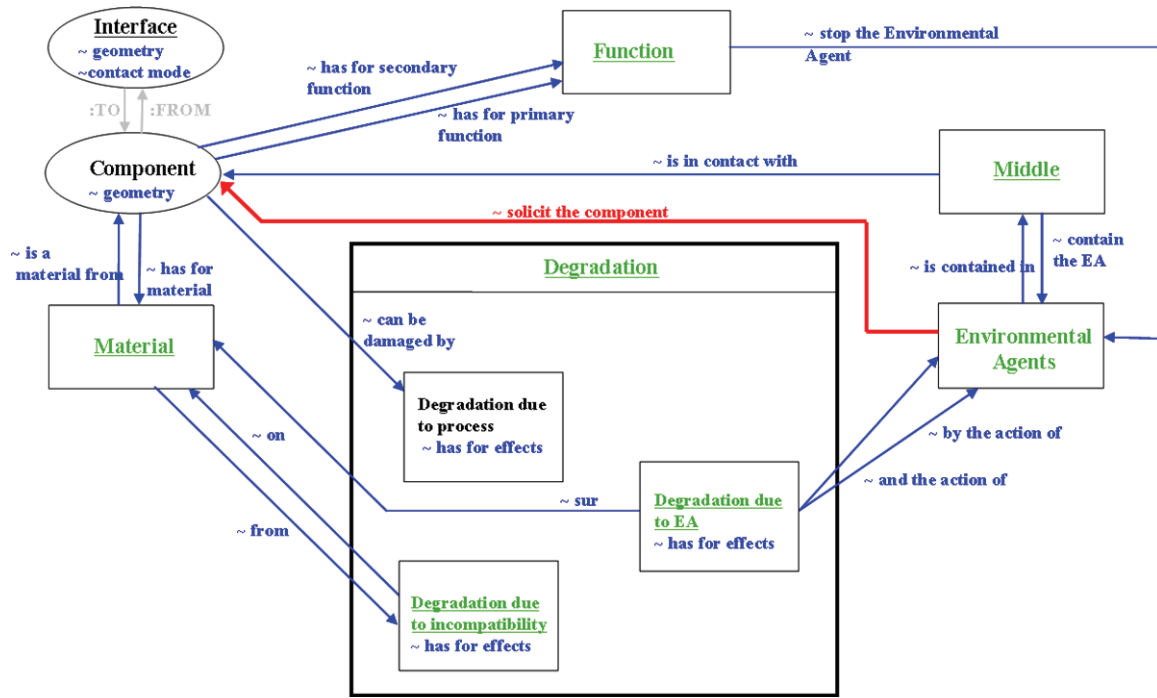 Interface
~ geometry
~contact mode
:TO
:FROM
~ has for secondary
function
~ has for primary
function
Function
~ stop the Environmental
Agent
Component
~ geometry
~ is in contact with
Middle
~ solicit the component
~ is a
material from
~ has for
material
~ is contained in
~ contain
the EA
Degradation
Material
~ can be
damaged by
Environmental
Agents
Degradation due
to process
~ has for effects
~ on
~ by the action of
~ and the action of
~ sur
Degradation due
to EA
~ has for effects
~ from
Degradation due
to incompatibility
~ has for effects